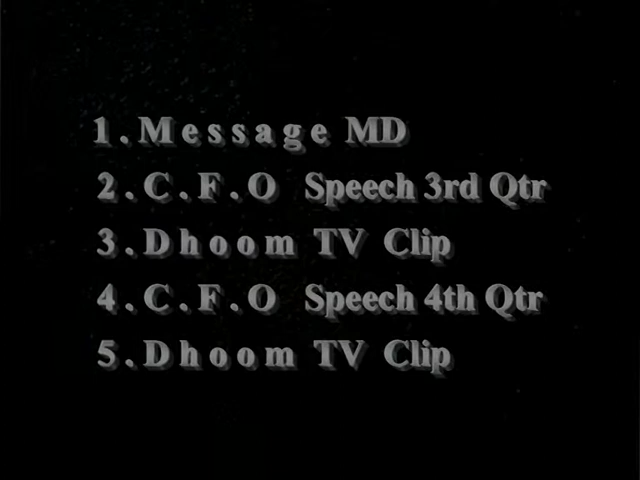 1. Message MD
2. C.F.O Speech 3rd Qtr
3. Dhoom TV Clip
4. C.F.O Speech 4th Qtr
5. Dhoom TV Clip